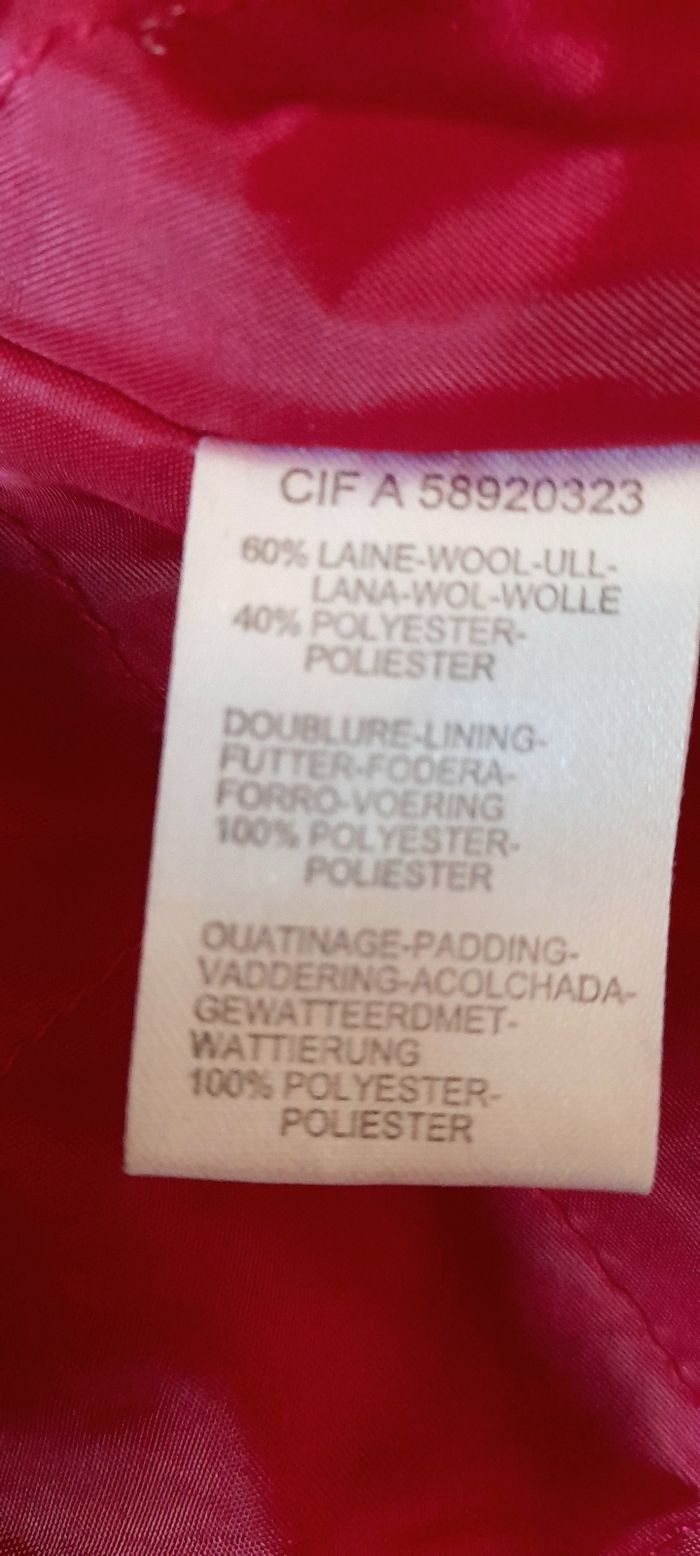 CIF A 58920323
60% LAINE-WOOL-ULL-
LANA-WOL-WOLLE
40% POLYESTER-
POLIESTER
DOUBLURE-LINING-
FUTTER-FODERA-
FORRO-VOERING
100% POLYESTER-
POLIESTER
OUATINAGE-PADDING-
VADDERING-ACOLCHADA-
GEWATTEERDMET-
WATTIERUNG
100% POLYESTER-
POLIESTER